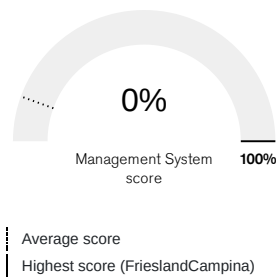 0%
Management System
score
100%
Average score
Highest score (FrieslandCampina)